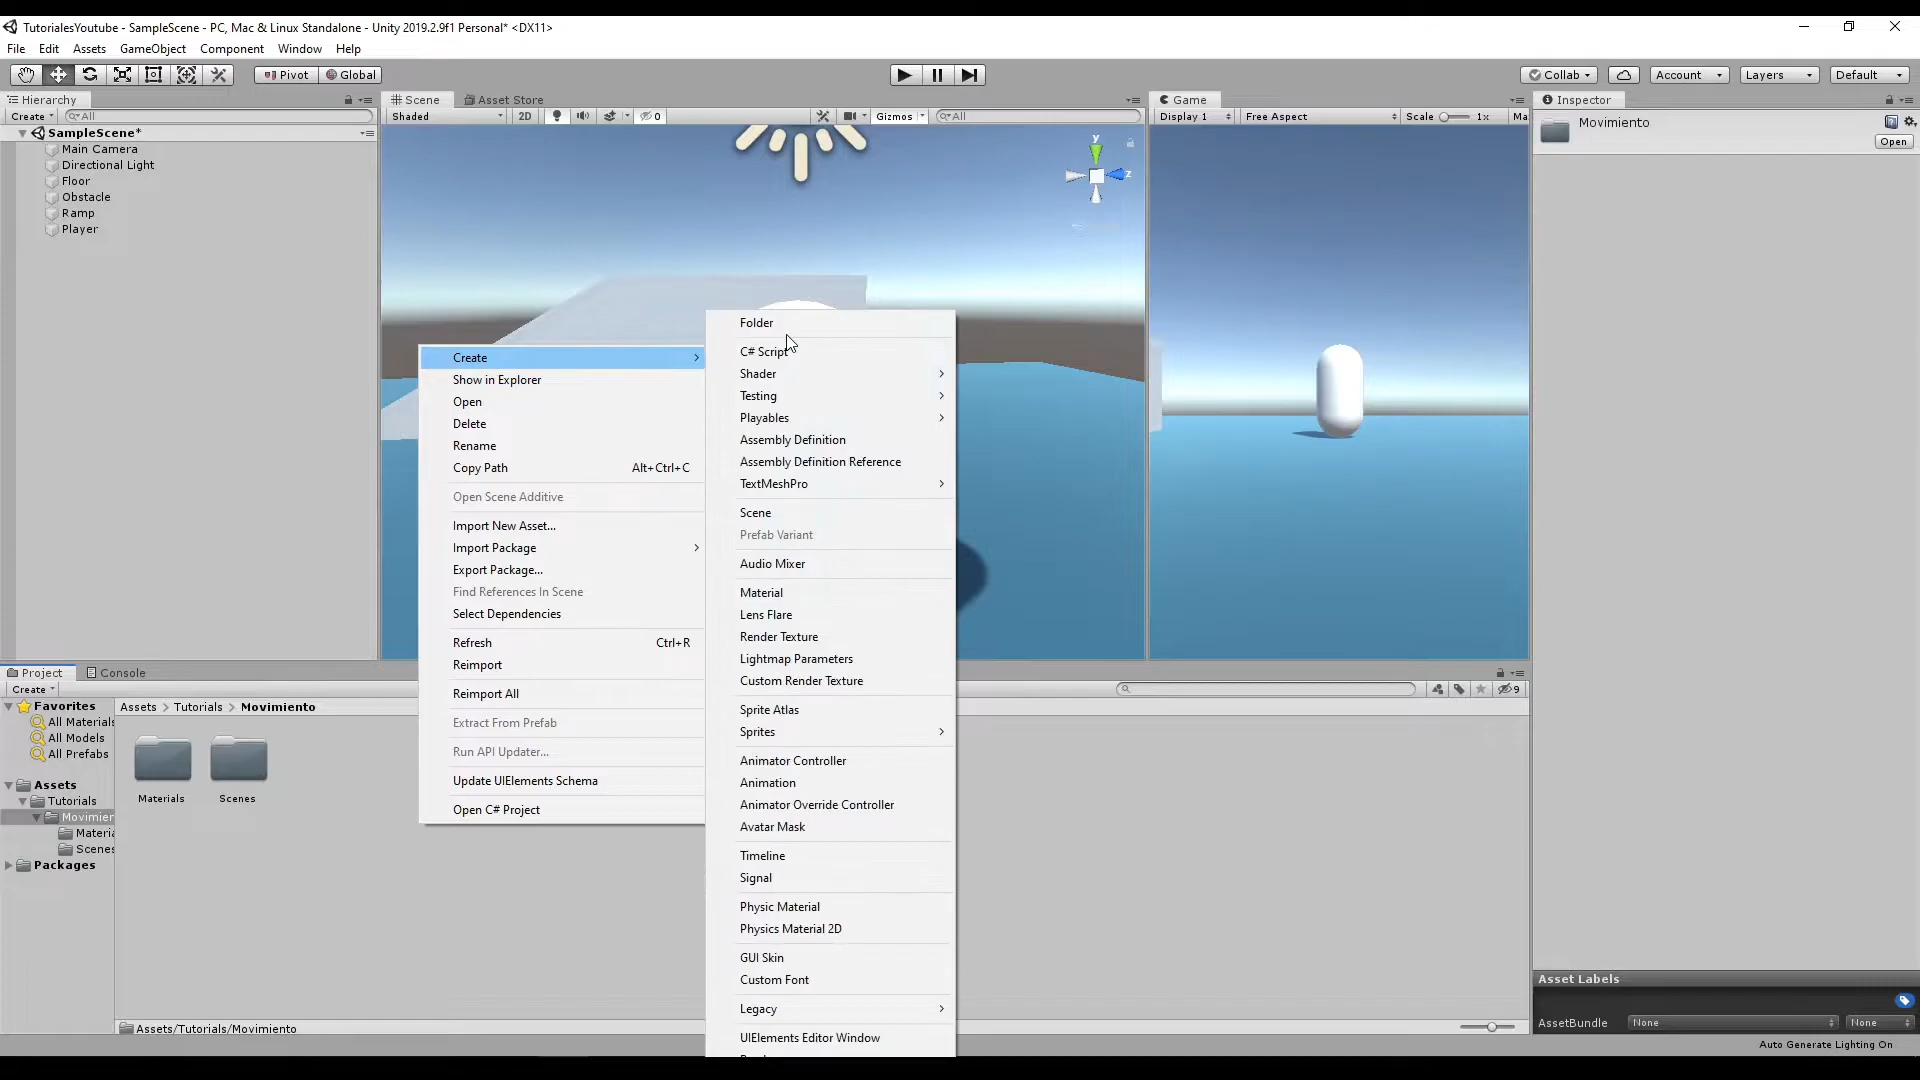 TutorialesYoutube - SampleScene - PC, Mac & Linux Standalone - Unity 2019.2.9f1 Personal* <DX11>
File Edit Assets GameObject Component Window Help
Pivot Global Collab Account Layers Default
Hierarchy Scene Asset Store Game Inspector
Create All Shaded 2D 0 Gizmos All Display 1 Free Aspect Scale 1x Ma
SampleScene*
Main Camera
Directional Light
Floor
Obstacle
Ramp
Player
y
z
Movimiento
Open
Create
Show in Explorer
Open
Delete
Rename
Copy Path Alt+Ctrl+C
Open Scene Additive
Import New Asset...
Import Package
Export Package...
Find References In Scene
Select Dependencies
Refresh Ctrl+R
Reimport
Reimport All
Extract From Prefab
Run API Updater...
Update UIElements Schema
Open C# Project
Folder
C# Script
Shader
Testing
Playables
Assembly Definition
Assembly Definition Reference
TextMeshPro
Scene
Prefab Variant
Audio Mixer
Material
Lens Flare
Render Texture
Lightmap Parameters
Custom Render Texture
Sprite Atlas
Sprites
Animator Controller
Animation
Animator Override Controller
Avatar Mask
Timeline
Signal
Physic Material
Physics Material 2D
GUI Skin
Custom Font
Legacy
UIElements Editor Window
Project Console
Create
9
Favorites
All Materials
All Models
All Prefabs
Assets
Tutorials
Movimier
Materia
Scenes
Packages
Assets > Tutorials > Movimiento
Materials Scenes
Assets/Tutorials/Movimiento
Asset Labels
AssetBundle None None
Auto Generate Lighting On